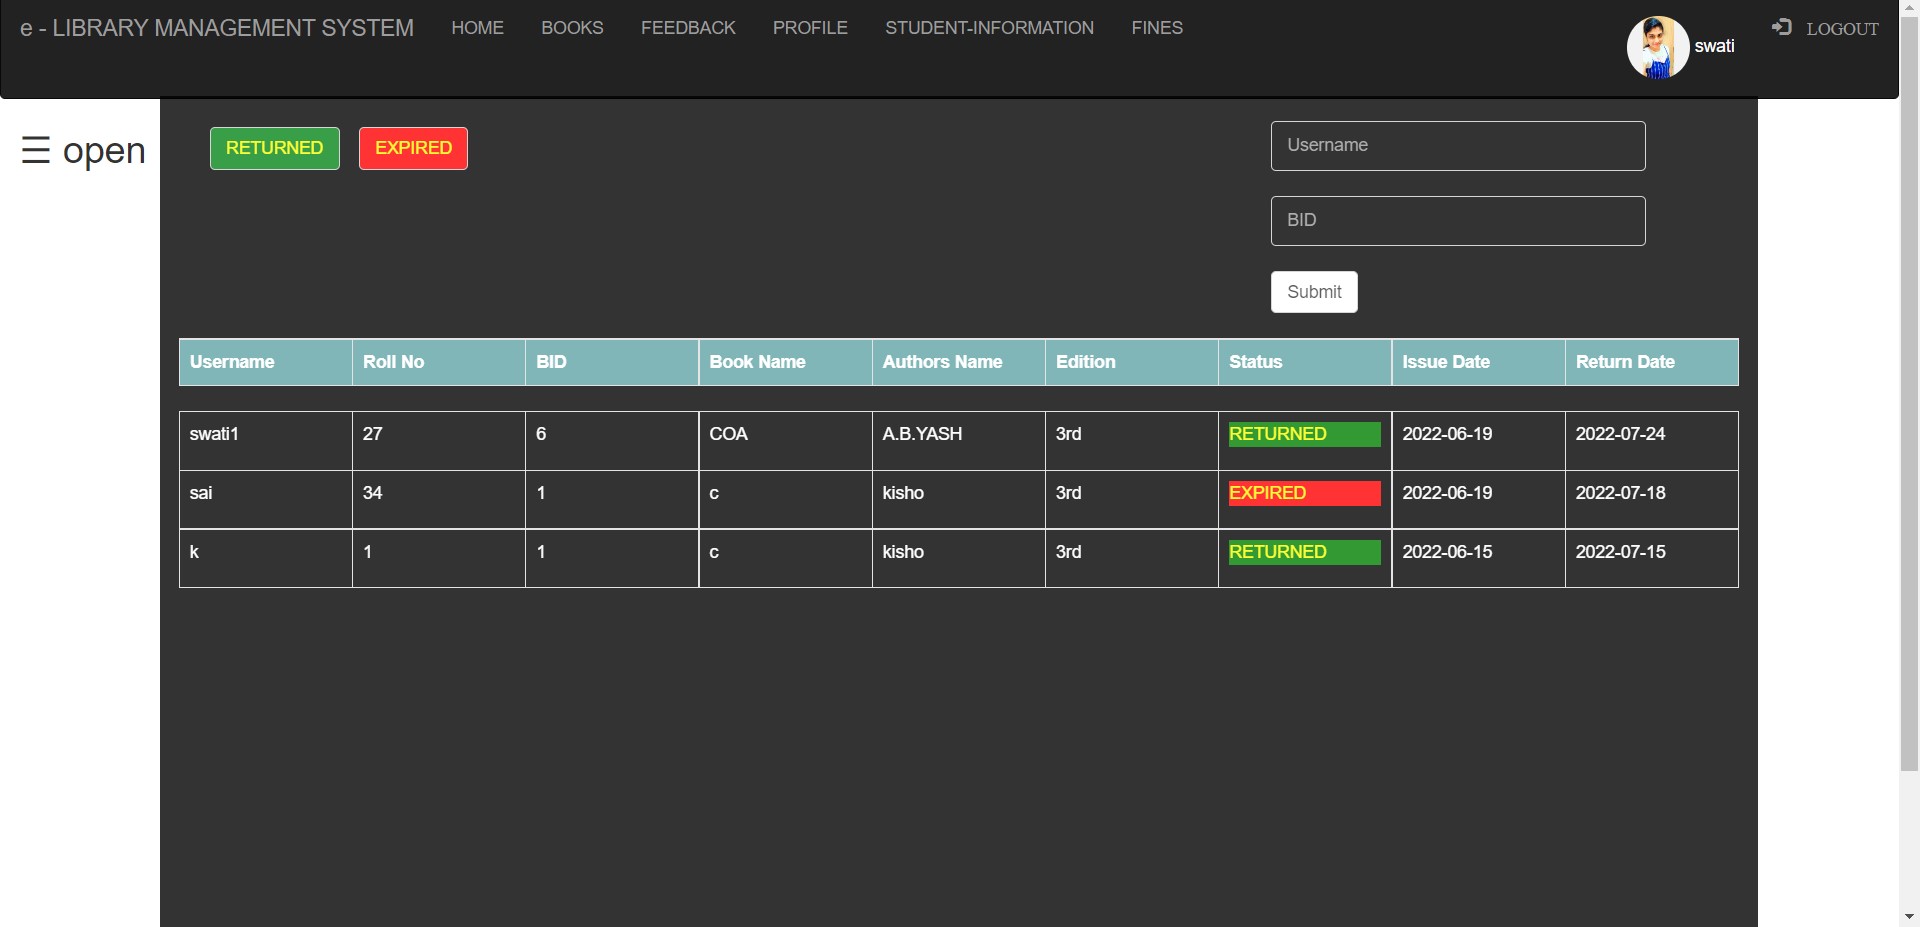 e - LIBRARY MANAGEMENT SYSTEM HOME BOOKS FEEDBACK PROFILE STUDENT-INFORMATION FINES swati LOGOUT
☰ open
RETURNED EXPIRED
Username
BID
Submit
Username Roll No BID Book Name Authors Name Edition Status Issue Date Return Date
swati1 27 6 COA A.B.YASH 3rd RETURNED 2022-06-19 2022-07-24
sai 34 1 c kisho 3rd EXPIRED 2022-06-19 2022-07-18
k 1 1 c kisho 3rd RETURNED 2022-06-15 2022-07-15